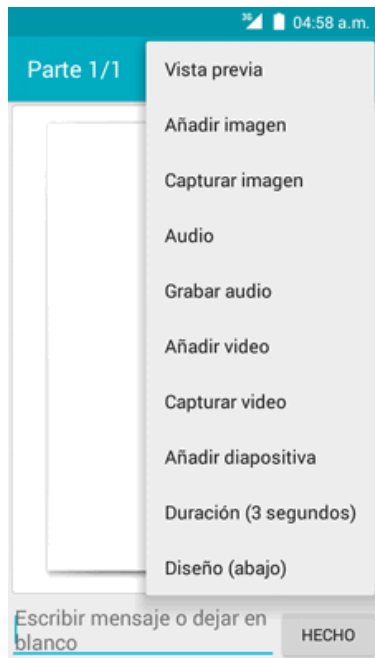 3G 04:58 a.m.
Parte 1/1
Vista previa
Añadir imagen
Capturar imagen
Audio
Grabar audio
Añadir video
Capturar video
Añadir diapositiva
Duración (3 segundos)
Diseño (abajo)
Escribir mensaje o dejar en
blanco
HECHO